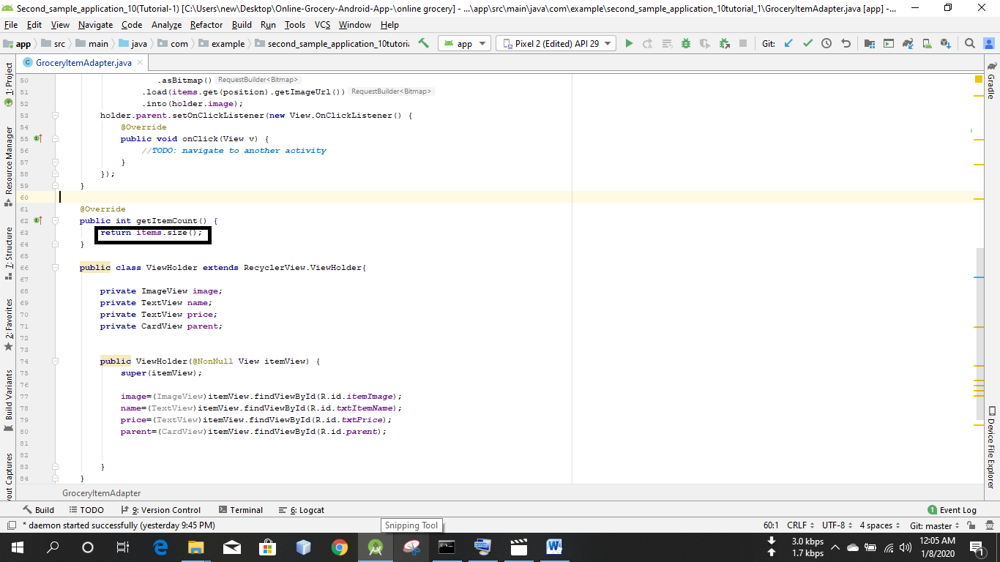 Second_sample_application_10(Tutorial-1) [C:\Users\new\Desktop\Online-Grocery-Android-App-\online grocery] - ...\app\src\main\java\com\example\second_sample_application_10tutorial_1\GroceryItemAdapter.java [app] -...
File Edit View Navigate Code Analyze Refactor Build Run Tools VCS Window Help
app src main java com example second_sample_application_10tutoria app Pixel 2 (Edited) API 29 Git:
GroceryItemAdapter.java
1: Project
Resource Manager
7: Structure
2: Favorites
Build Variants
yout Captures
50 .asBitmap() RequestBuilder<Bitmap>
51 .load(items.get(position).getImageUrl()) RequestBuilder<Bitmap>
52 .into(holder.image);
53 holder.parent.setOnClickListener(new View.OnClickListener() {
54 @Override
55 public void onClick(View v) {
56 //TODO: navigate to another activity
57 }
58 });
59 }
60
61 @Override
62 public int getItemCount() {
63 return items.size();
64 }
65
66 public class ViewHolder extends RecyclerView.ViewHolder{
67
68 private ImageView image;
69 private TextView name;
70 private TextView price;
71 private CardView parent;
72
73
74 public ViewHolder(@NonNull View itemView) {
75 super(itemView);
76
77 image=(ImageView)itemView.findViewById(R.id.itemImage);
78 name=(TextView)itemView.findViewById(R.id.txtItemName);
79 price=(TextView)itemView.findViewById(R.id.txtPrice);
80 parent=(CardView)itemView.findViewById(R.id.parent);
81
82
83 }
84 }
Gradle
Device File Explorer
GroceryItemAdapter
Build TODO 9: Version Control Terminal 6: Logcat 1 Event Log
* daemon started successfully (yesterday 9:45 PM) Snipping Tool 60:1 CRLF UTF-8 4 spaces Git: master
3.0 kbps 12:05 AM
1.7 kbps 1/8/2020 1